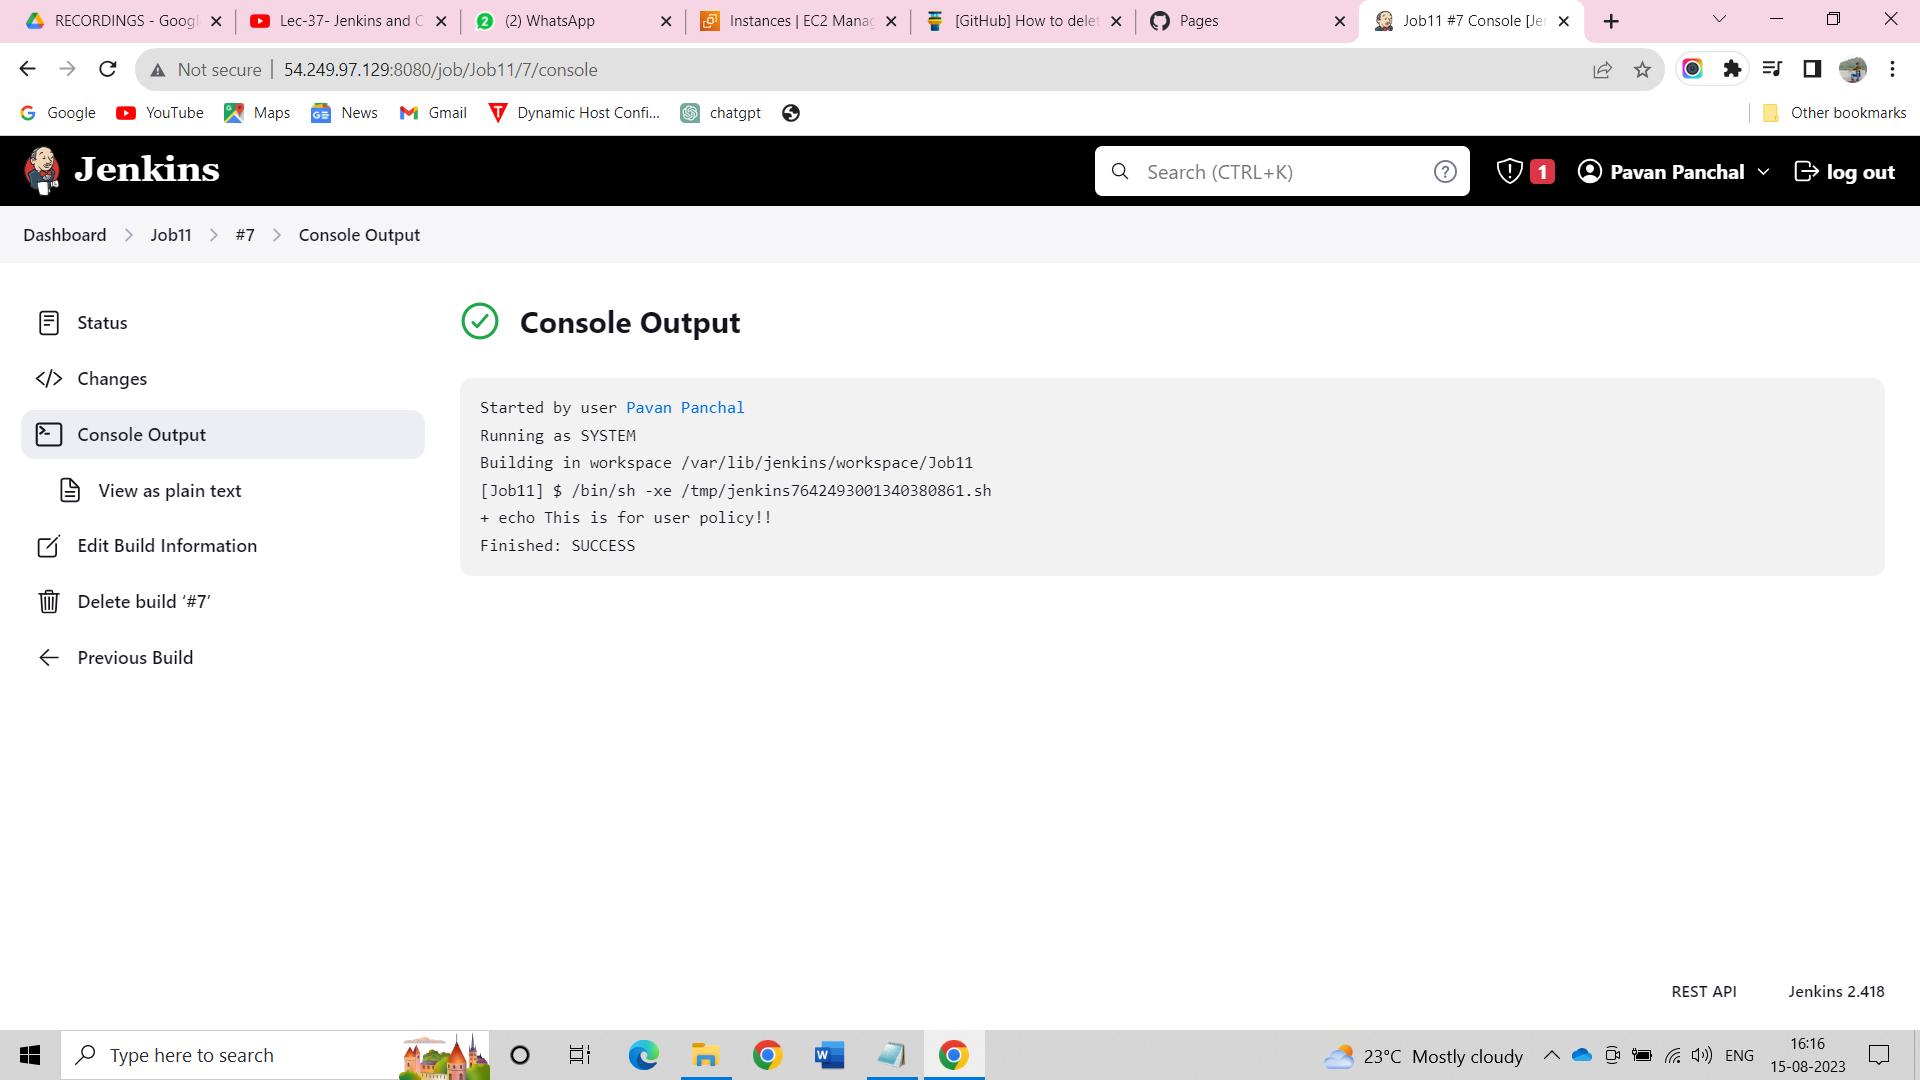 RECORDINGS - Googl
Lec-37- Jenkins and C
(2) WhatsApp
Instances | EC2 Manag
[GitHub] How to delet
Pages
Job11 #7 Console [Jen
Not secure
54.249.97.129:8080/job/Job11/7/console
Google
YouTube
Maps
News
Gmail
Dynamic Host Confi...
chatgpt
Other bookmarks
Jenkins
Search (CTRL+K)
?
1
Pavan Panchal
log out
Dashboard
Job11
#7
Console Output
Status
Changes
Console Output
View as plain text
Edit Build Information
Delete build ‘#7’
Previous Build
Console Output
Started by user Pavan Panchal
Running as SYSTEM
Building in workspace /var/lib/jenkins/workspace/Job11
[Job11] $ /bin/sh -xe /tmp/jenkins7642493001340380861.sh
+ echo This is for user policy!!
Finished: SUCCESS
REST API
Jenkins 2.418
Type here to search
23°C Mostly cloudy
ENG
16:16
15-08-2023